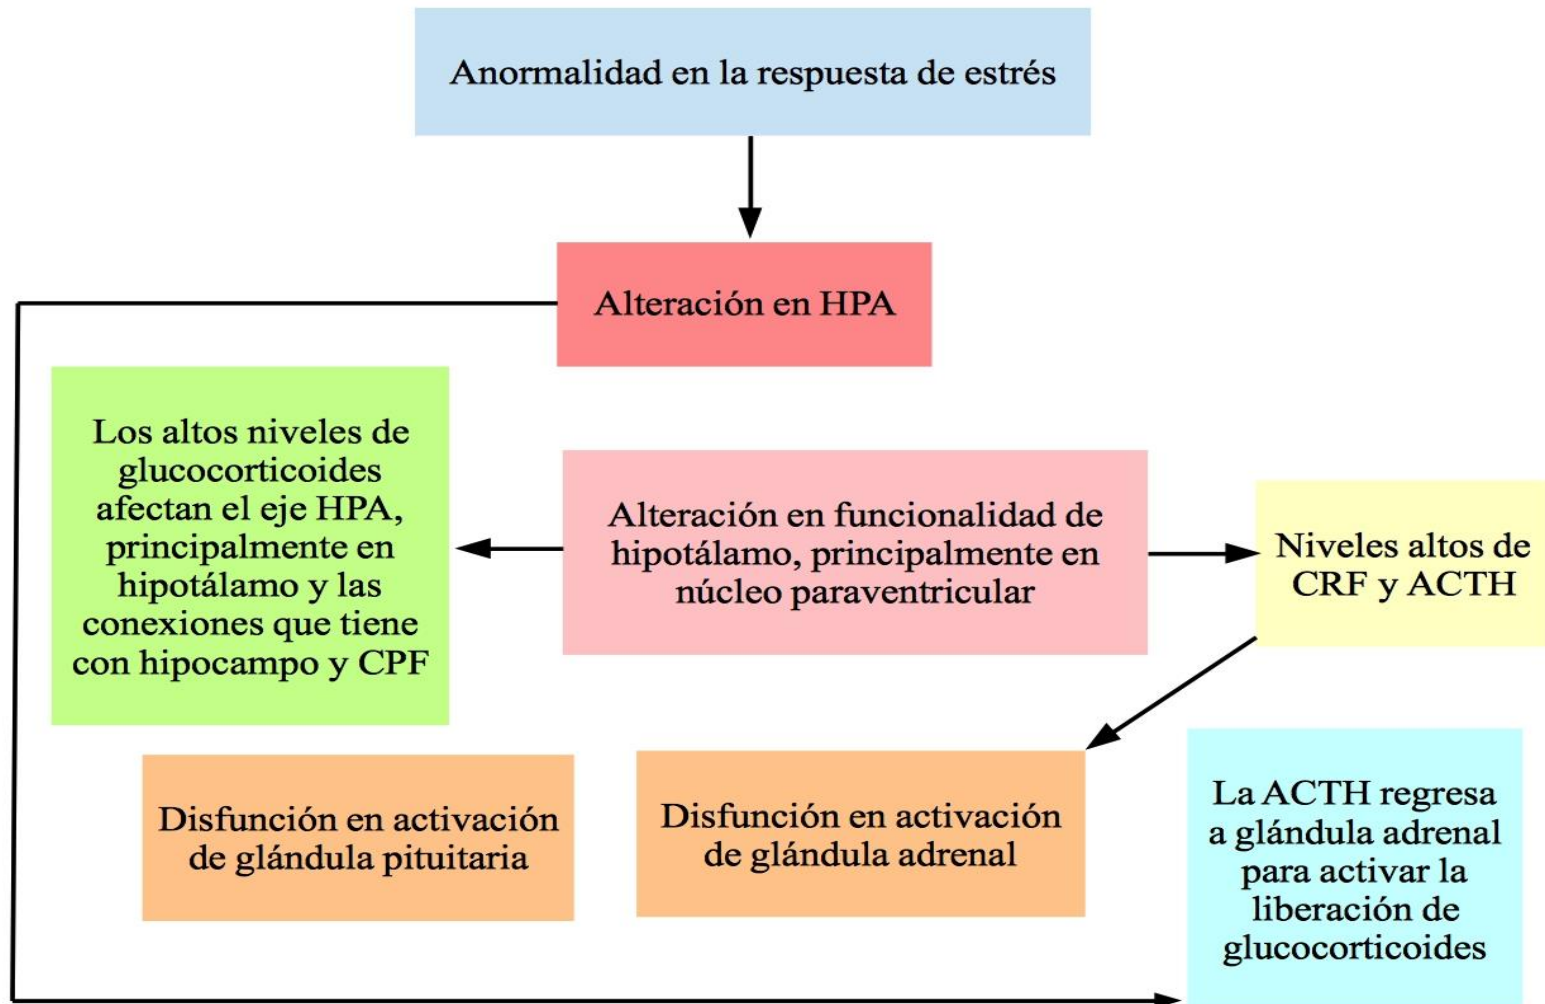 Anormalidad en la respuesta de estrés
Alteración en HPA
Los altos niveles de
glucocorticoides
afectan el eje HPA,
principalmente en
hipotálamo y las
conexiones que tiene
con hipocampo y CPF
Alteración en funcionalidad de
hipotálamo, principalmente en
núcleo paraventricular
Niveles altos de
CRF y ACTH
Disfunción en activación
de glándula pituitaria
Disfunción en activación
de glándula adrenal
La ACTH regresa
a glándula adrenal
para activar la
liberación de
glucocorticoides